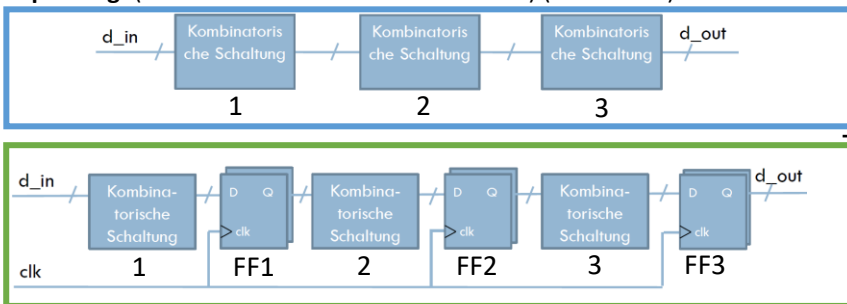 d_in
Kombinatoris
che Schaltung
Kombinatoris
che Schaltung
Kombinatoris
che Schaltung
d_out
1
2
3
d_in
Kombina-
torische
Schaltung
D Q
clk
Kombina-
torische
Schaltung
D Q
clk
Kombina-
torische
Schaltung
D Q
clk
d_out
1
FF1
2
FF2
3
FF3
clk